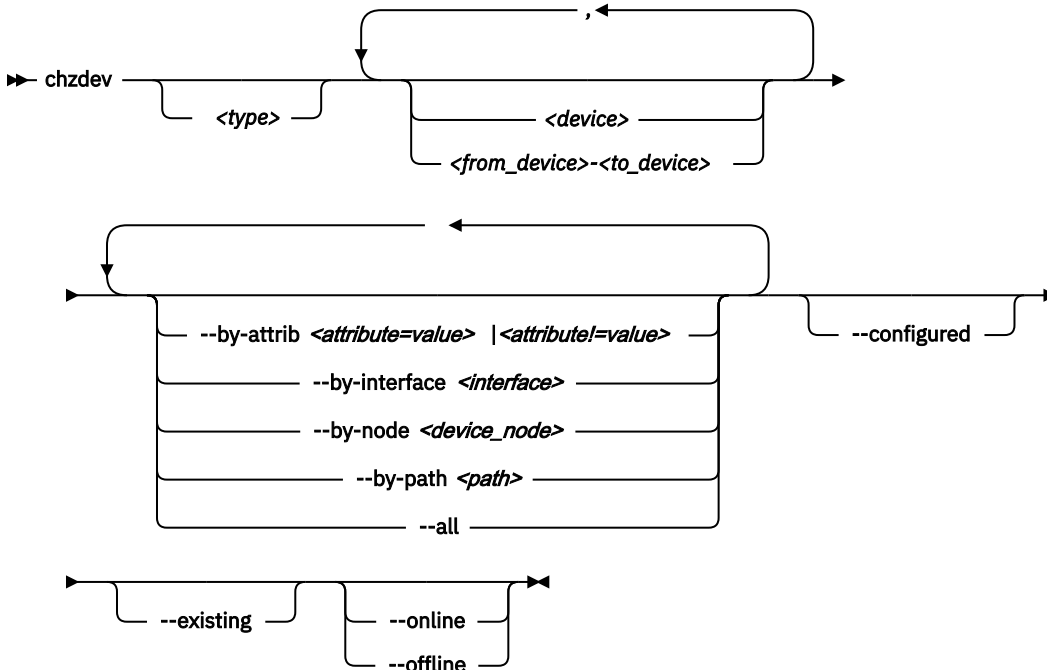 ,
chzdev
<type>
<device>
<from_device>-<to_device>
--by-attrib <attribute=value> |<attribute!=value>
--configured
--by-interface <interface>
--by-node <device_node>
--by-path <path>
--all
--existing
--online
--offline